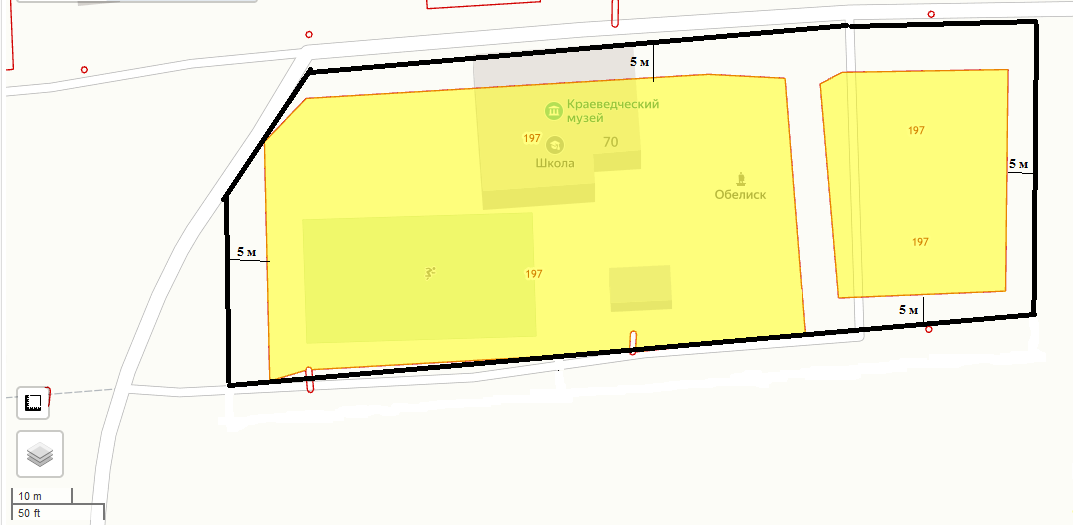 5 м
Краеведческий
музей
197
70
197
Школа
5 м
Обелиск
5 м
197
197
5 м
10 m
50 ft